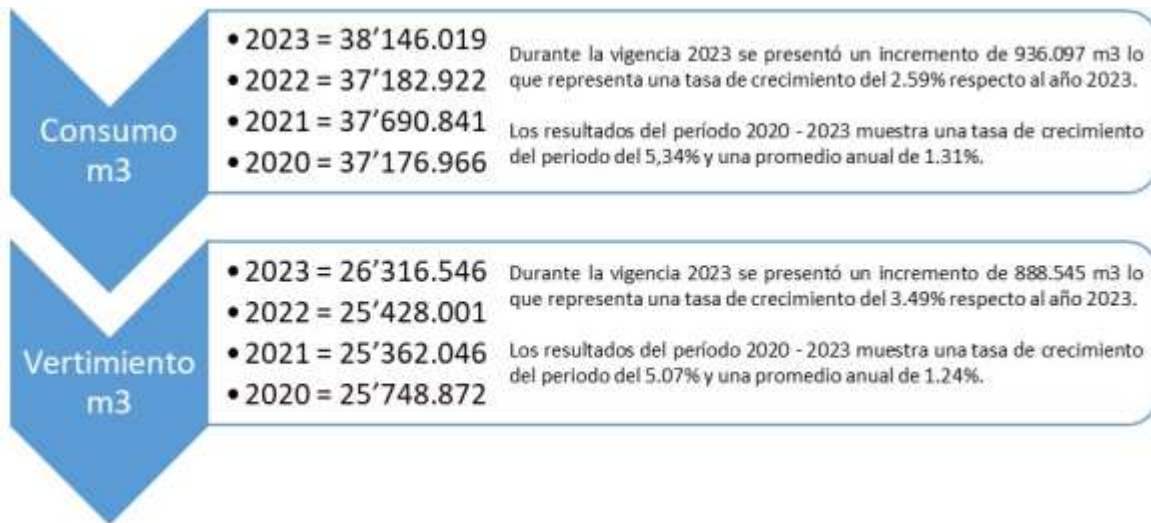 Consumo
m3
• 2023 = 38’146.019
• 2022 = 37’182.922
• 2021 = 37’690.841
• 2020 = 37’176.966
Durante la vigencia 2023 se presentó un incremento de 936.097 m3 lo
que representa una tasa de crecimiento del 2.59% respecto al año 2023.
Los resultados del período 2020 - 2023 muestra una tasa de crecimiento
del periodo del 5,34% y una promedio anual de 1.31%.
Vertimiento
m3
• 2023 = 26’316.546
• 2022 = 25’428.001
• 2021 = 25’362.046
• 2020 = 25’748.872
Durante la vigencia 2023 se presentó un incremento de 888.545 m3 lo
que representa una tasa de crecimiento del 3.49% respecto al año 2023.
Los resultados del período 2020 - 2023 muestra una tasa de crecimiento
del periodo del 5.07% y una promedio anual de 1.24%.